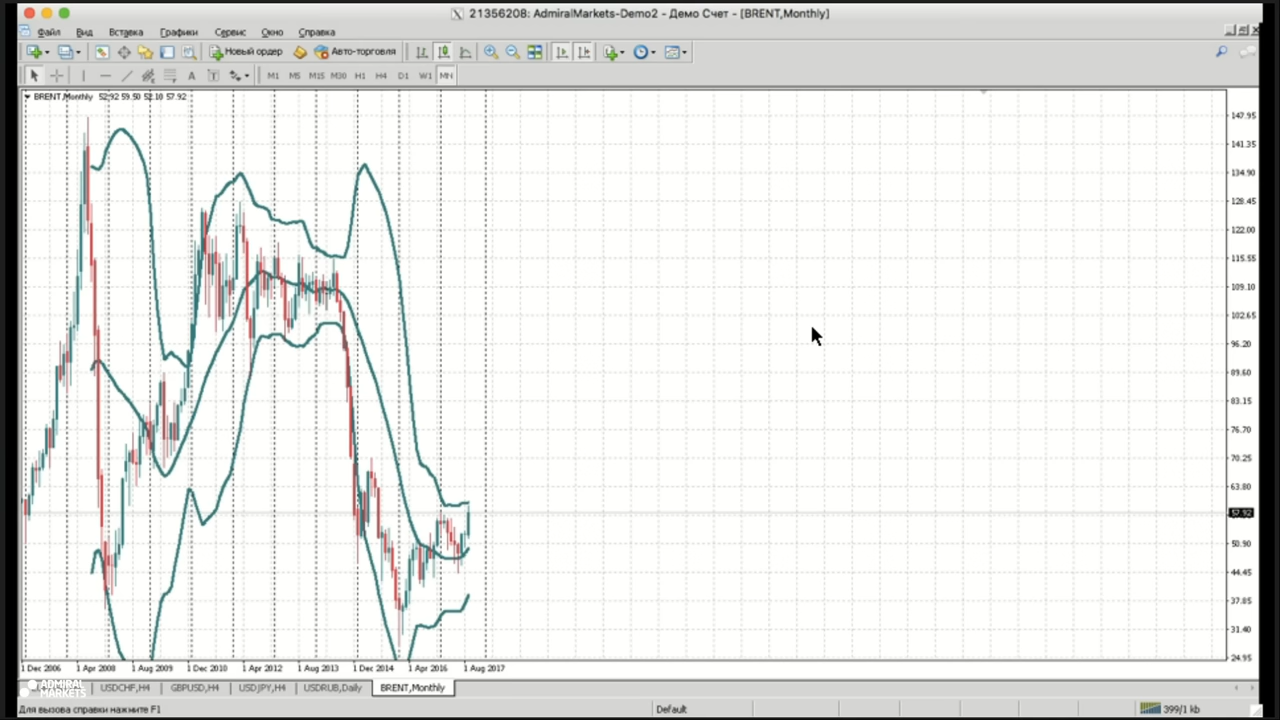 21356208: AdmiralMarkets-Demo2 - Демо Счет - [BRENT,Monthly]
Файл Вид Вставка Графики Сервис Окно Справка
Новый ордер Авто-торговля
A T M1 M5 M15 M30 H1 H4 D1 W1 MN
BRENT,Monthly 52.92 59.50 52.10 57.92
147.95
141.35
134.90
128.45
122.00
115.55
109.10
102.65
96.20
89.60
83.15
76.70
70.25
63.80
57.92
50.90
44.45
37.85
31.40
24.95
1 Dec 2006 1 Apr 2008 1 Aug 2009 1 Dec 2010 1 Apr 2012 1 Aug 2013 1 Dec 2014 1 Apr 2016 1 Aug 2017
ADMIRAL
MARKETS
USDCHF,H4 GBPUSD,H4 USDJPY,H4 USDRUB,Daily BRENT,Monthly
Для вызова справки нажмите F1 Default 399/1 kb